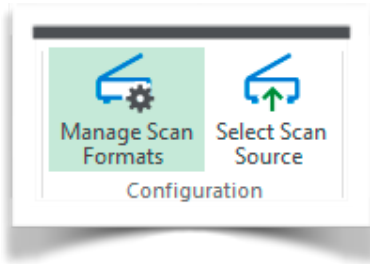 Manage Scan
Formats
Select Scan
Source
Configuration